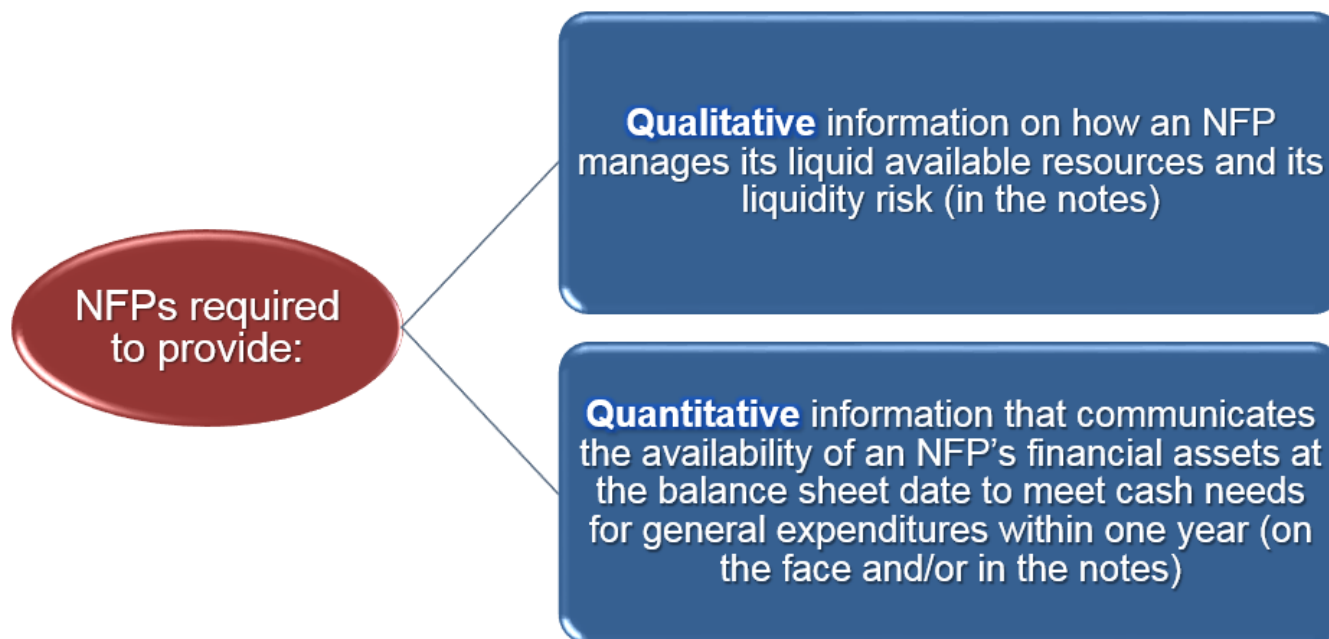 NFPs required
to provide:
Qualitative information on how an NFP
manages its liquid available resources and its
liquidity risk (in the notes)
Quantitative information that communicates
the availability of an NFP’s financial assets at
the balance sheet date to meet cash needs
for general expenditures within one year (on
the face and/or in the notes)